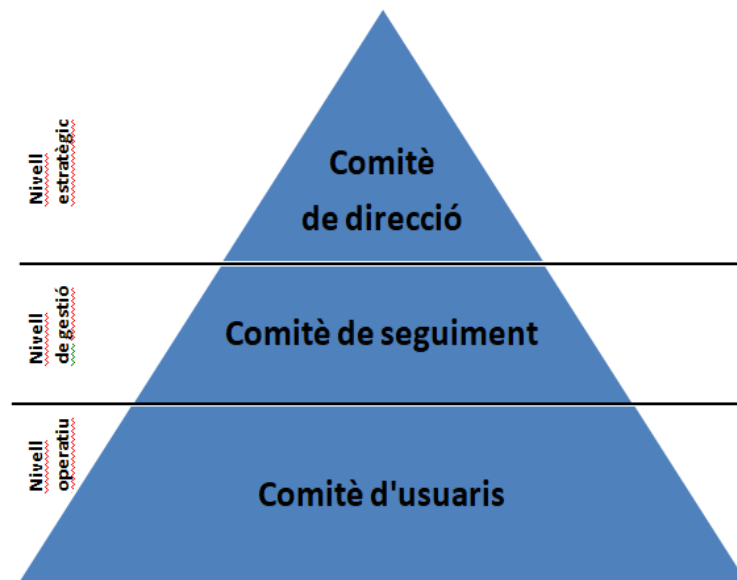 Nivell
estratègic
Comitè
de direcció
Nivell
de gestió
Comitè de seguiment
Nivell
operatiu
Comitè d'usuaris